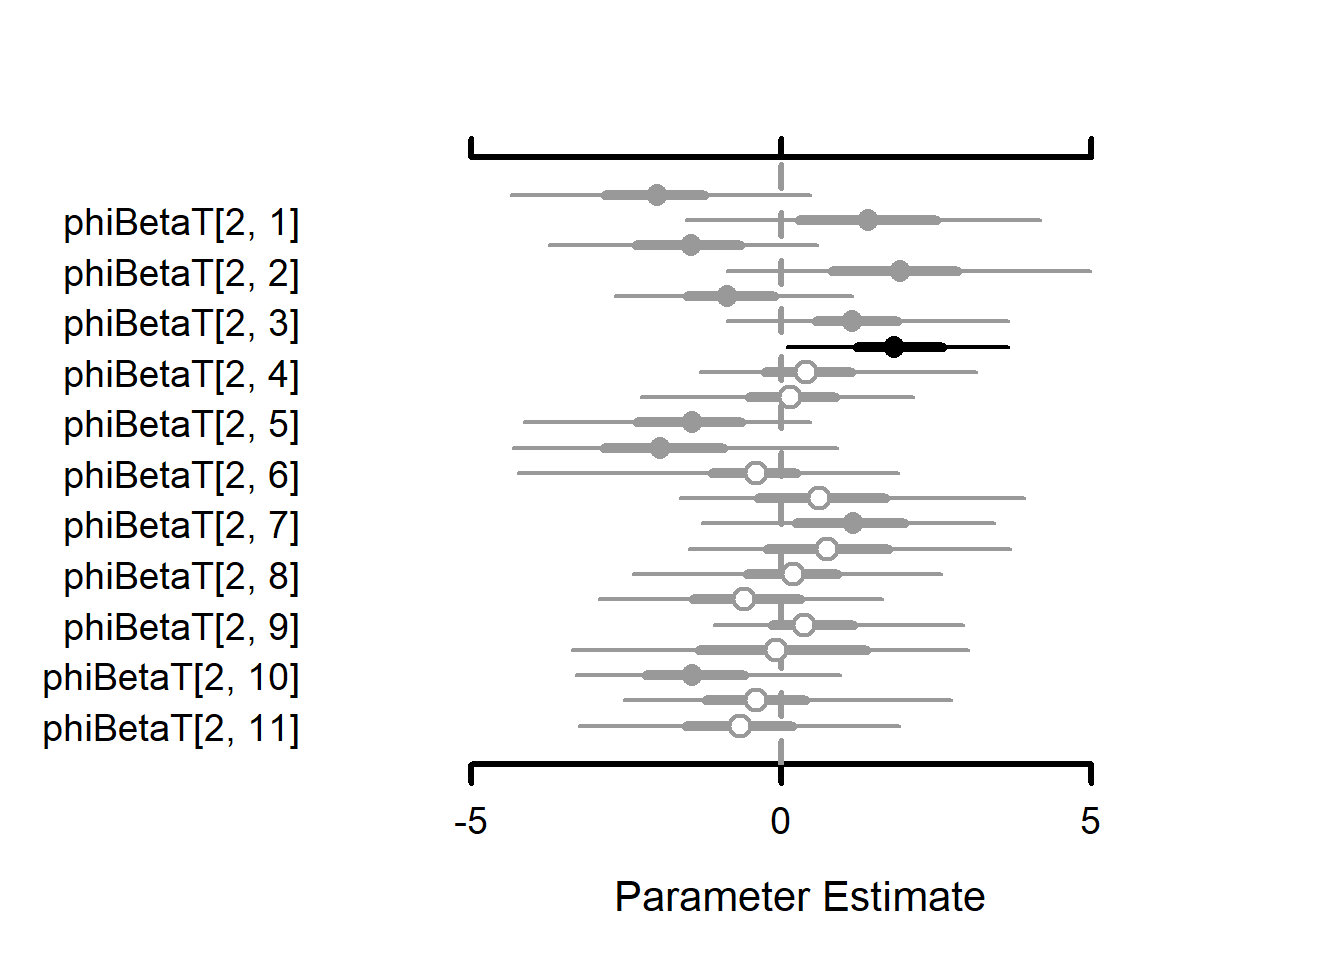 phiBetaT[2, 1]
phiBetaT[2, 2]
phiBetaT[2, 3]
phiBetaT[2, 4]
phiBetaT[2, 5]
phiBetaT[2, 6]
phiBetaT[2, 7]
phiBetaT[2, 8]
phiBetaT[2, 9]
phiBetaT[2, 10]
phiBetaT[2, 11]
-5 0 5
Parameter Estimate